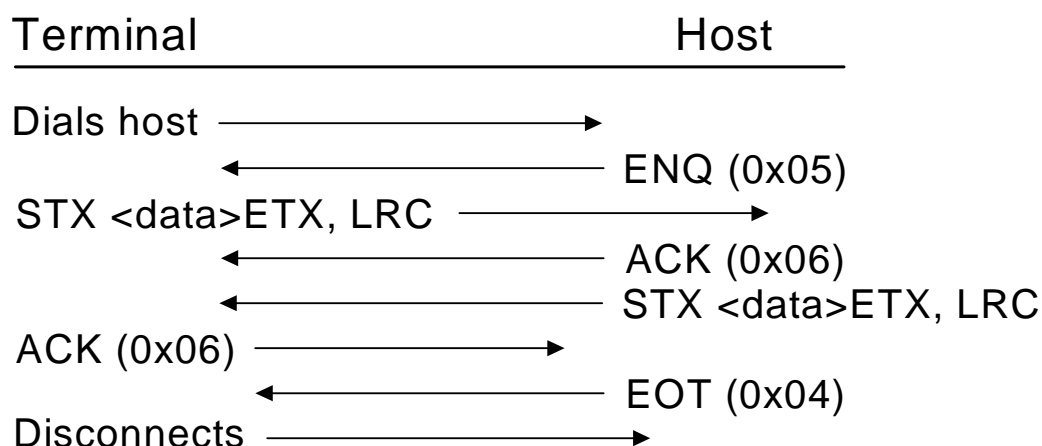 Terminal Host
Dials host
ENQ (0x05)
STX <data>ETX, LRC
ACK (0x06)
STX <data>ETX, LRC
ACK (0x06)
EOT (0x04)
Disconnects